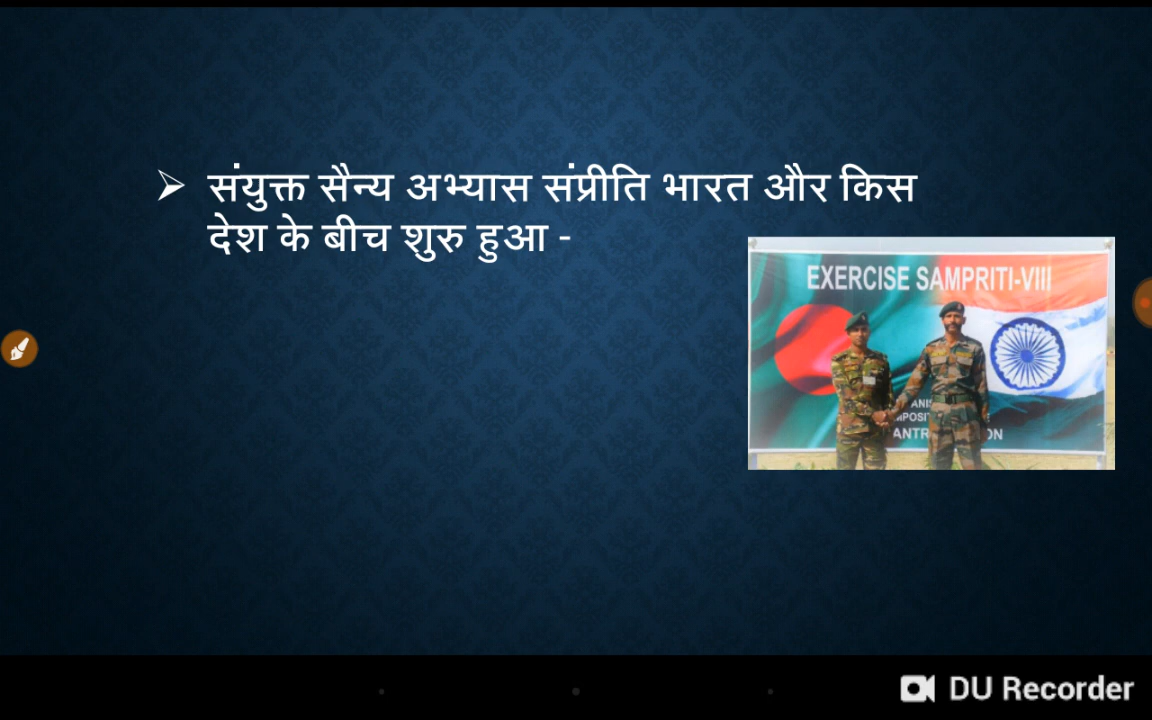 संयुक्त सैन्य अभ्यास संप्रीति भारत और किस
देश के बीच शुरु हुआ -
EXERCISE SAMPRITI-VIII
DU Recorder